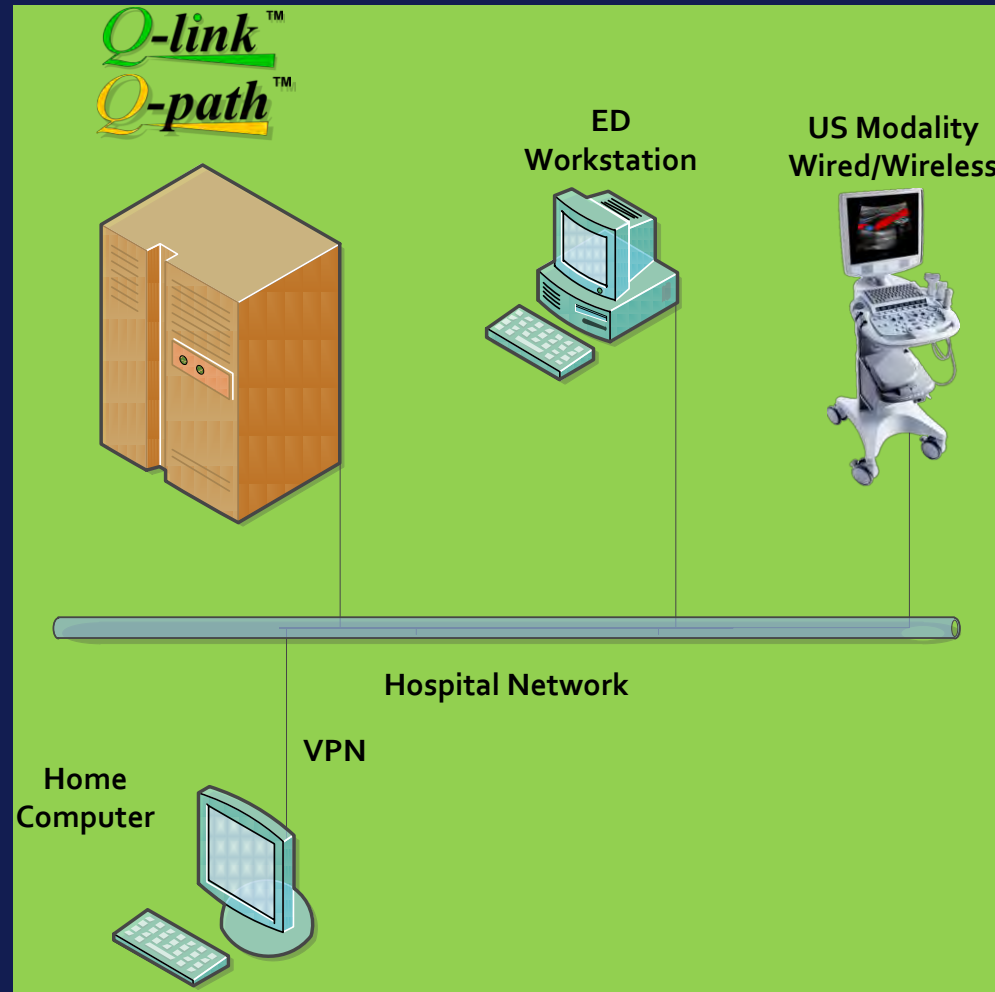 Q-link™
Q-path™
ED
Workstation
US Modality
Wired/Wireless
Hospital Network
VPN
Home
Computer